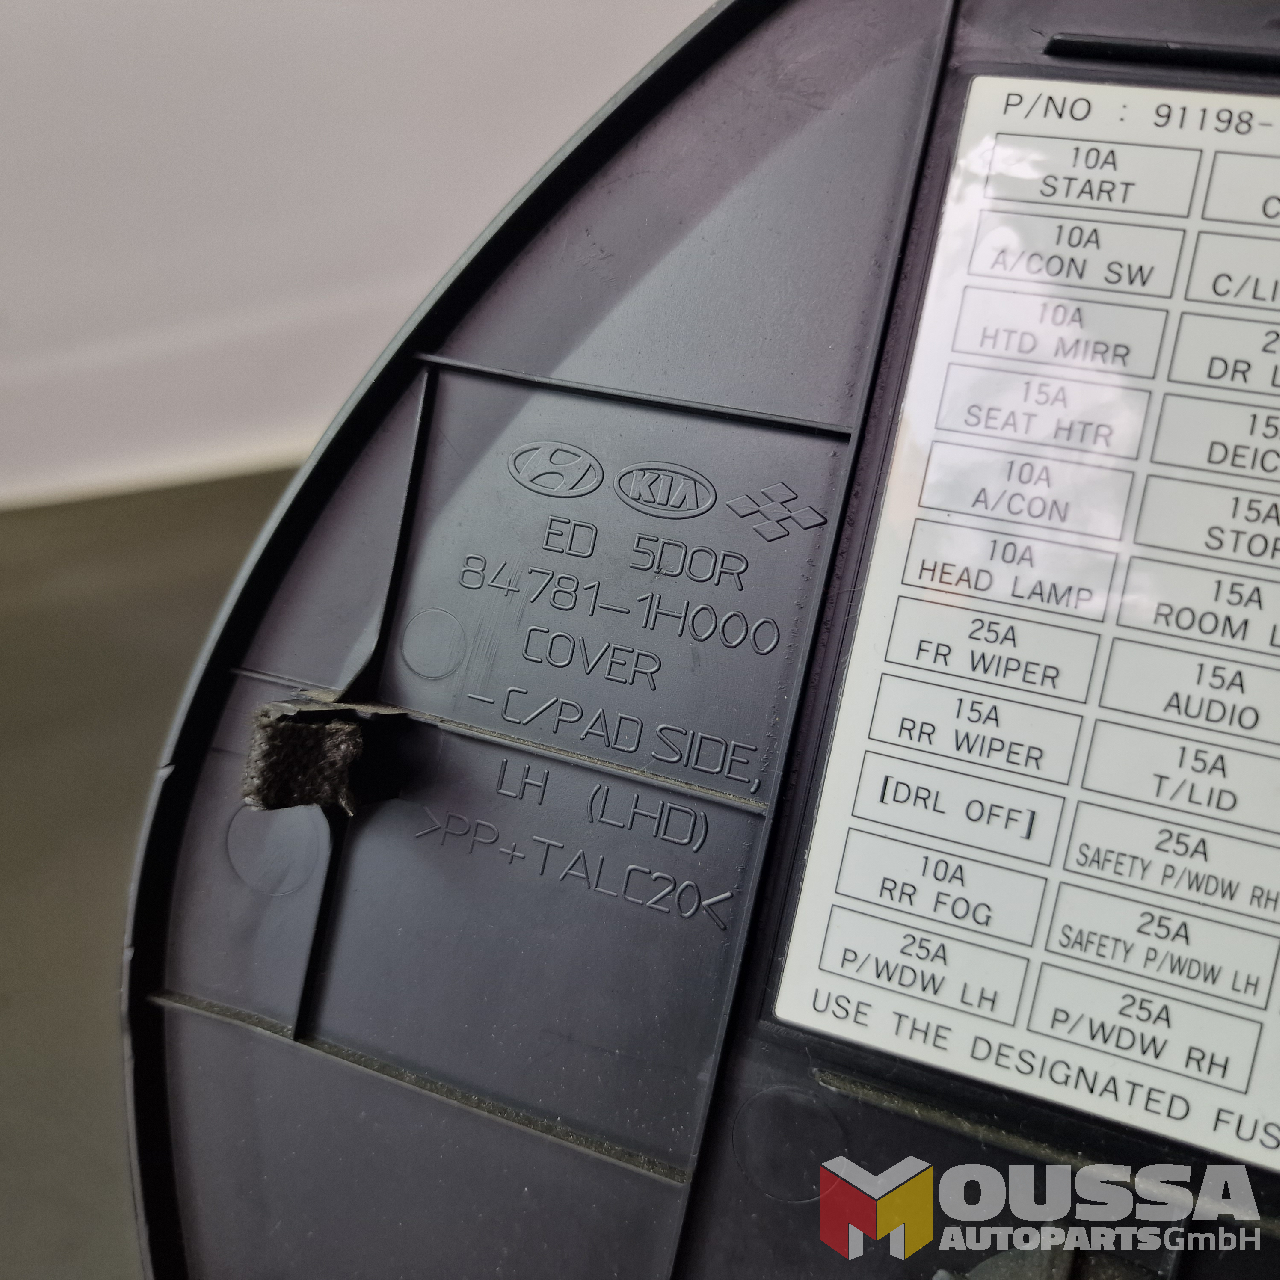 KIA
ED 5DOR
84781-1H000
COVER
-C/PAD SIDE,
LH (LHD)
>PP+TALC20<
P/NO : 91198-
10A
START
10A
A/CON SW
C/LI
10A
HTD MIRR
DR
15A
SEAT HTR
15
DEIC
10A
A/CON
15A
STOP
10A
HEAD LAMP
15A
ROOM L
25A
FR WIPER
15A
AUDIO
15A
RR WIPER
15A
T/LID
[DRL OFF]
25A
SAFETY P/WDW RH
10A
RR FOG
25A
SAFETY P/WDW LH
25A
P/WDW LH
25A
P/WDW RH
USE THE DESIGNATED FUS
MOUSSA
AUTOPARTS GmbH